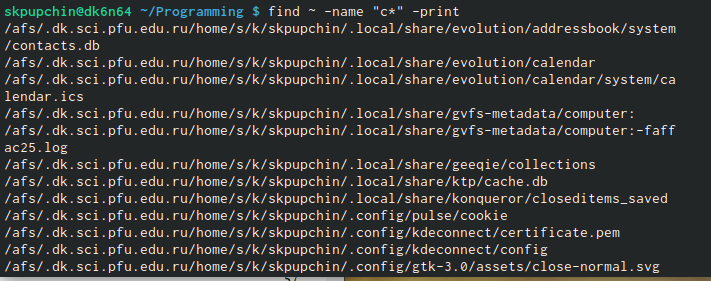 skpupchin@dk6n64 ~/Programming $ find ~ -name "c*" -print
/afs/.dk.sci.pfu.edu.ru/home/s/k/skpupchin/.local/share/evolution/addressbook/system
/contacts.db
/afs/.dk.sci.pfu.edu.ru/home/s/k/skpupchin/.local/share/evolution/calendar
/afs/.dk.sci.pfu.edu.ru/home/s/k/skpupchin/.local/share/evolution/calendar/system/ca
lendar.ics
/afs/.dk.sci.pfu.edu.ru/home/s/k/skpupchin/.local/share/gvfs-metadata/computer:
/afs/.dk.sci.pfu.edu.ru/home/s/k/skpupchin/.local/share/gvfs-metadata/computer:-faff
ac25.log
/afs/.dk.sci.pfu.edu.ru/home/s/k/skpupchin/.local/share/geeqie/collections
/afs/.dk.sci.pfu.edu.ru/home/s/k/skpupchin/.local/share/ktp/cache.db
/afs/.dk.sci.pfu.edu.ru/home/s/k/skpupchin/.local/share/konqueror/closeditems_saved
/afs/.dk.sci.pfu.edu.ru/home/s/k/skpupchin/.config/pulse/cookie
/afs/.dk.sci.pfu.edu.ru/home/s/k/skpupchin/.config/kdeconnect/certificate.pem
/afs/.dk.sci.pfu.edu.ru/home/s/k/skpupchin/.config/kdeconnect/config
/afs/.dk.sci.pfu.edu.ru/home/s/k/skpupchin/.config/gtk-3.0/assets/close-normal.svg